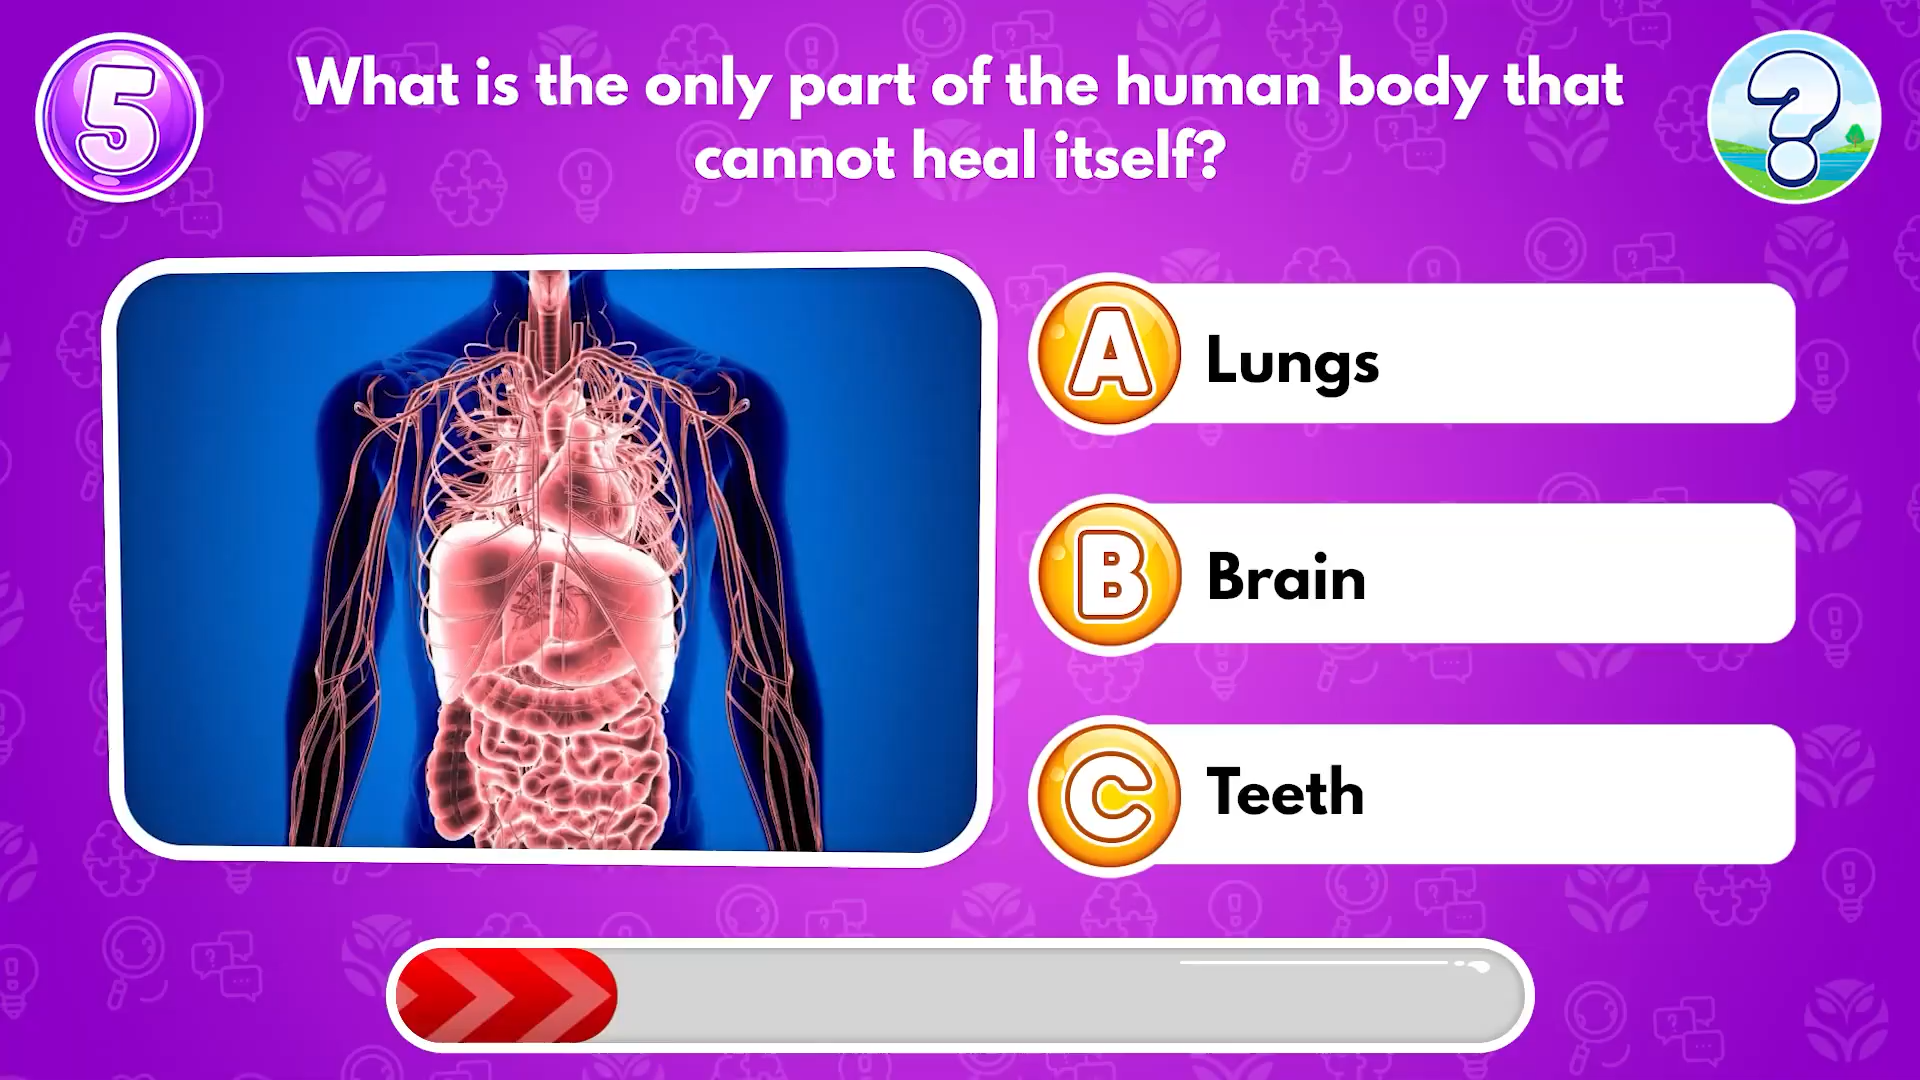 5
What is the only part of the human body that
cannot heal itself?
?
A Lungs
B Brain
C Teeth